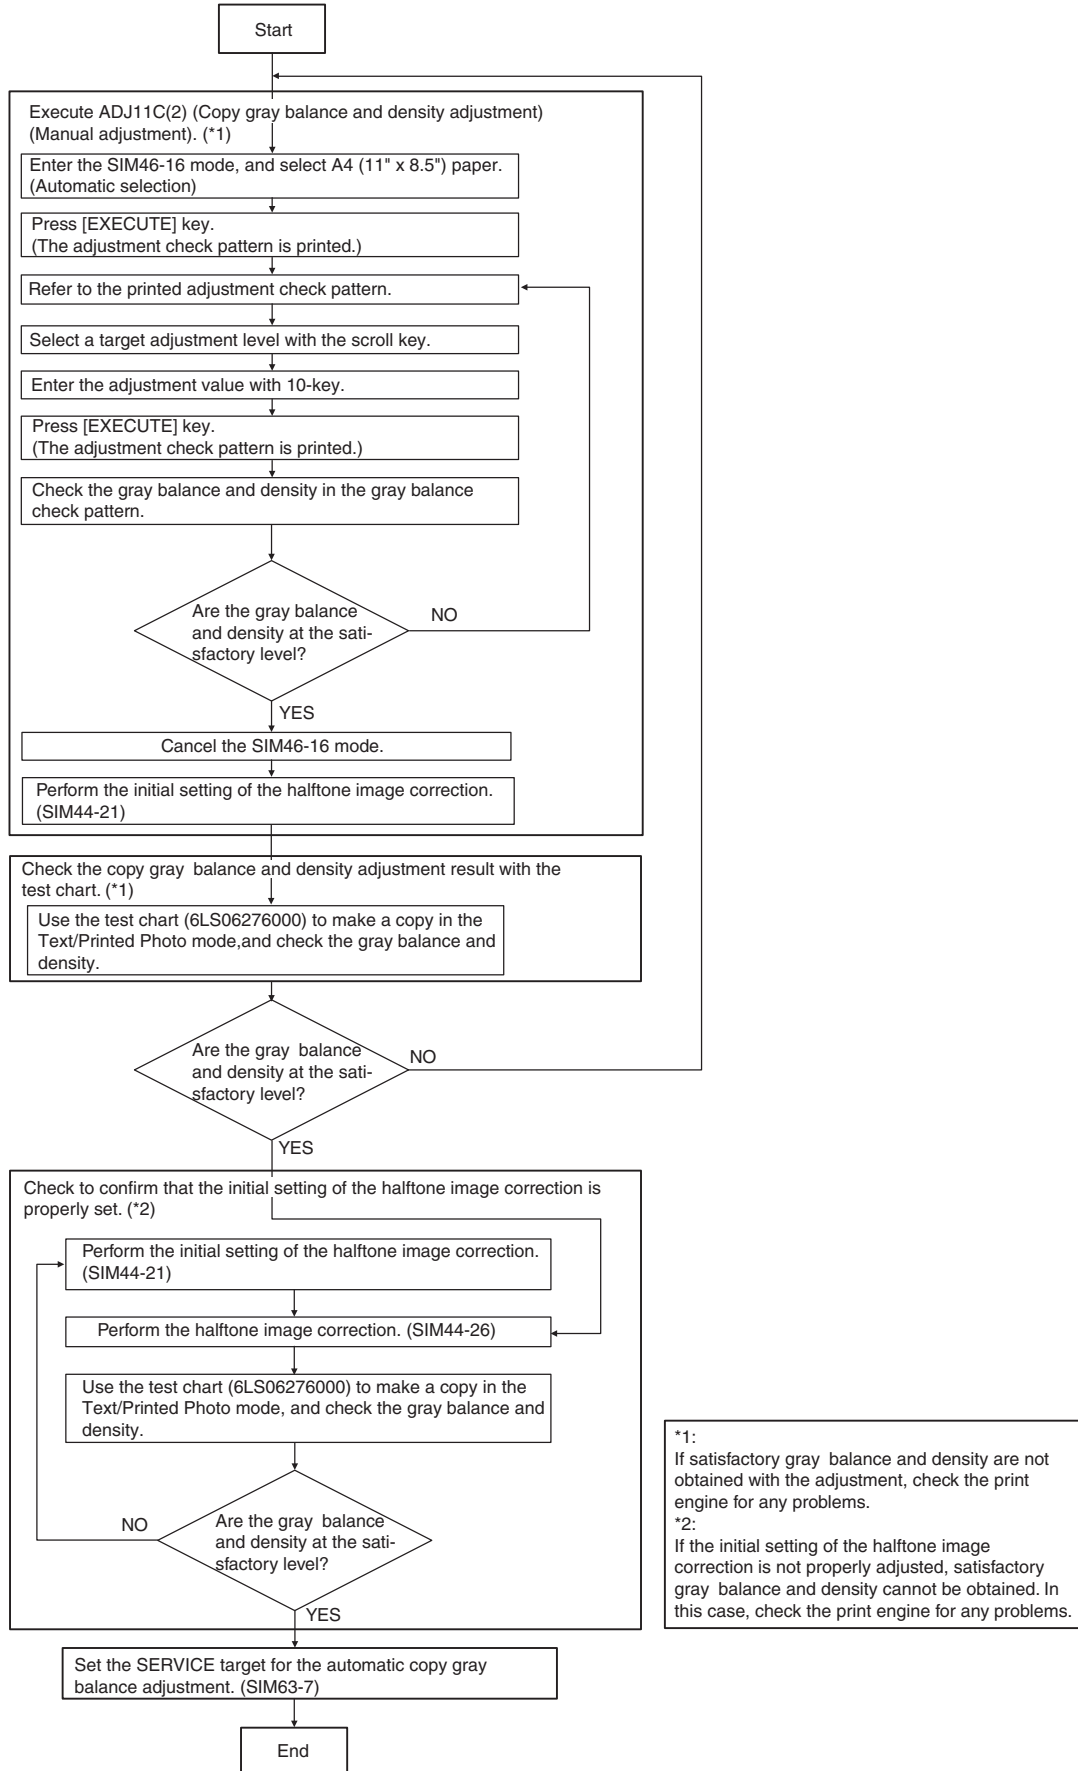 Start
Execute ADJ11C(2) (Copy gray balance and density adjustment)
(Manual adjustment). (*1)
Enter the SIM46-16 mode, and select A4 (11" x 8.5") paper.
(Automatic selection)
Press [EXECUTE] key.
(The adjustment check pattern is printed.)
Refer to the printed adjustment check pattern.
Select a target adjustment level with the scroll key.
Enter the adjustment value with 10-key.
Press [EXECUTE] key.
(The adjustment check pattern is printed.)
Check the gray balance and density in the gray balance
check pattern.
Are the gray balance
and density at the sati-
sfactory level?
NO
YES
Cancel the SIM46-16 mode.
Perform the initial setting of the halftone image correction.
(SIM44-21)
Check the copy gray balance and density adjustment result with the
test chart. (*1)
Use the test chart (6LS06276000) to make a copy in the
Text/Printed Photo mode,and check the gray balance and
density.
Are the gray balance
and density at the sati-
sfactory level?
NO
YES
Check to confirm that the initial setting of the halftone image correction is
properly set. (*2)
Perform the initial setting of the halftone image correction.
(SIM44-21)
Perform the halftone image correction. (SIM44-26)
Use the test chart (6LS06276000) to make a copy in the
Text/Printed Photo mode, and check the gray balance and
density.
Are the gray balance
and density at the sati-
sfactory level?
NO
YES
Set the SERVICE target for the automatic copy gray
balance adjustment. (SIM63-7)
End
*1:
If satisfactory gray balance and density are not
obtained with the adjustment, check the print
engine for any problems.
*2:
If the initial setting of the halftone image
correction is not properly adjusted, satisfactory
gray balance and density cannot be obtained. In
this case, check the print engine for any problems.